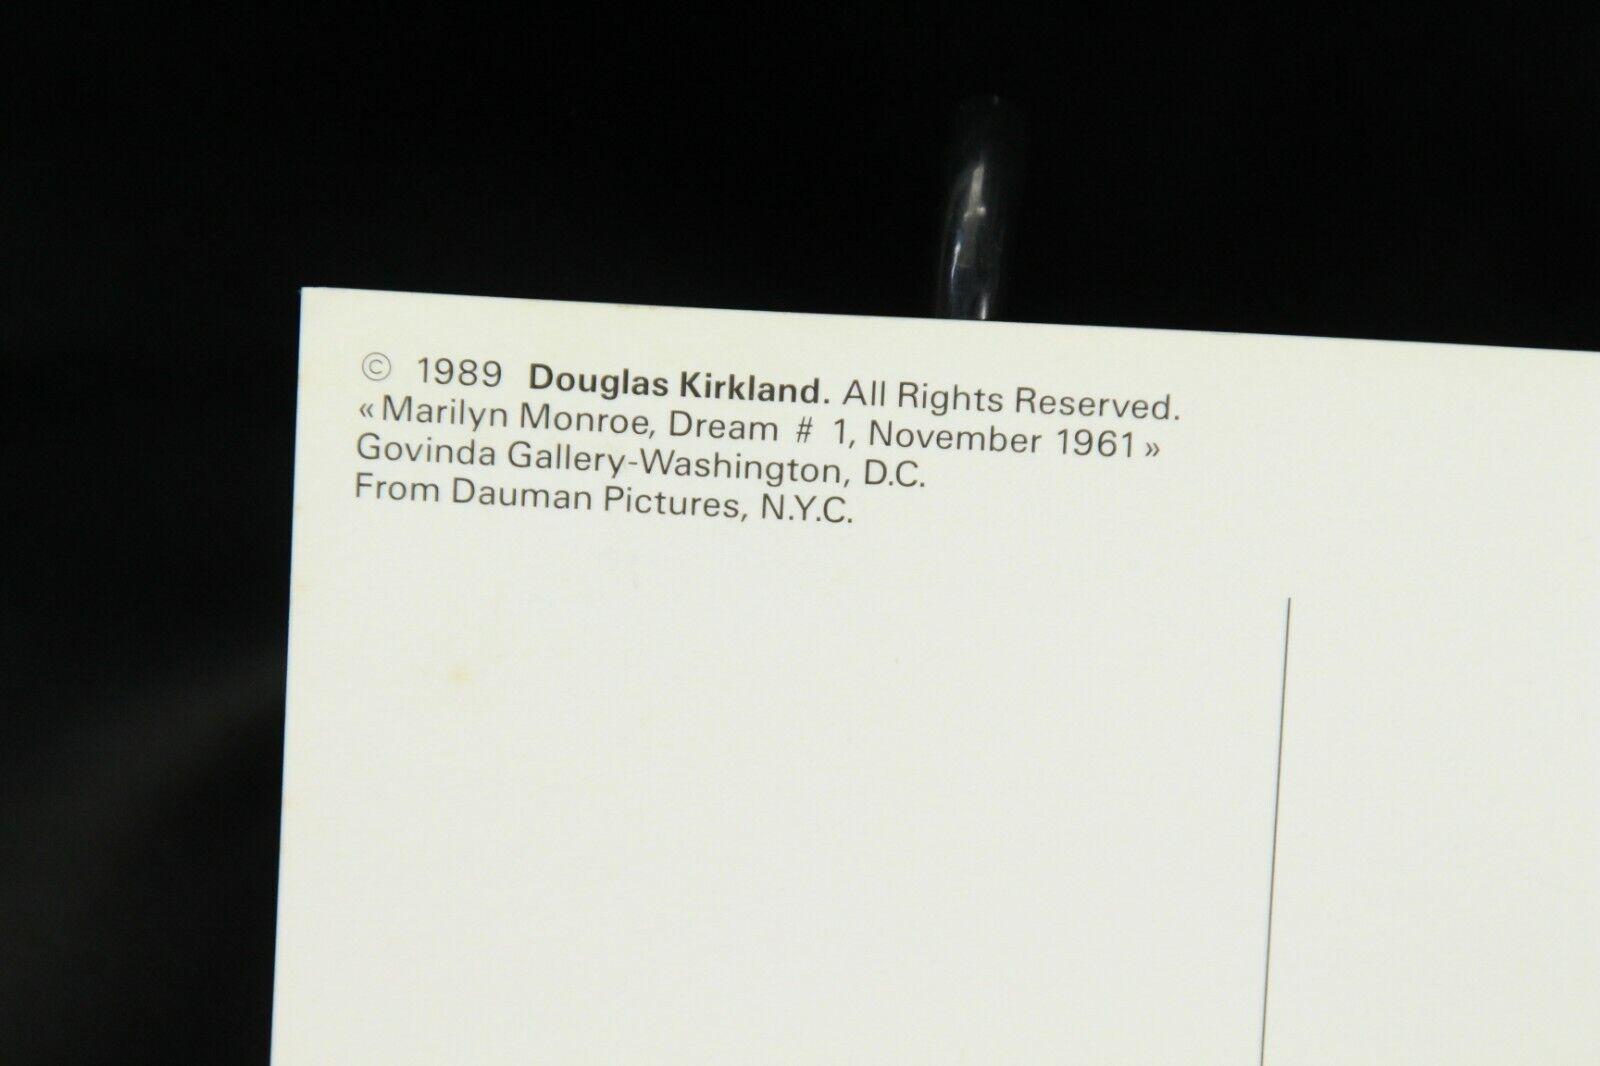 © 1989 Douglas Kirkland. All Rights Reserved.
«Marilyn Monroe, Dream # 1, November 1961»
Govinda Gallery-Washington, D.C.
From Dauman Pictures, N.Y.C.